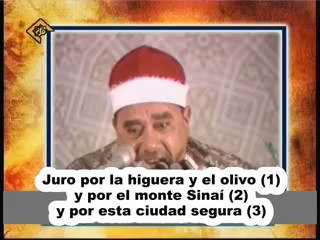 Juro por la higuera y el olivo (1)
y por el monte Sinaí (2)
y por esta ciudad segura (3)